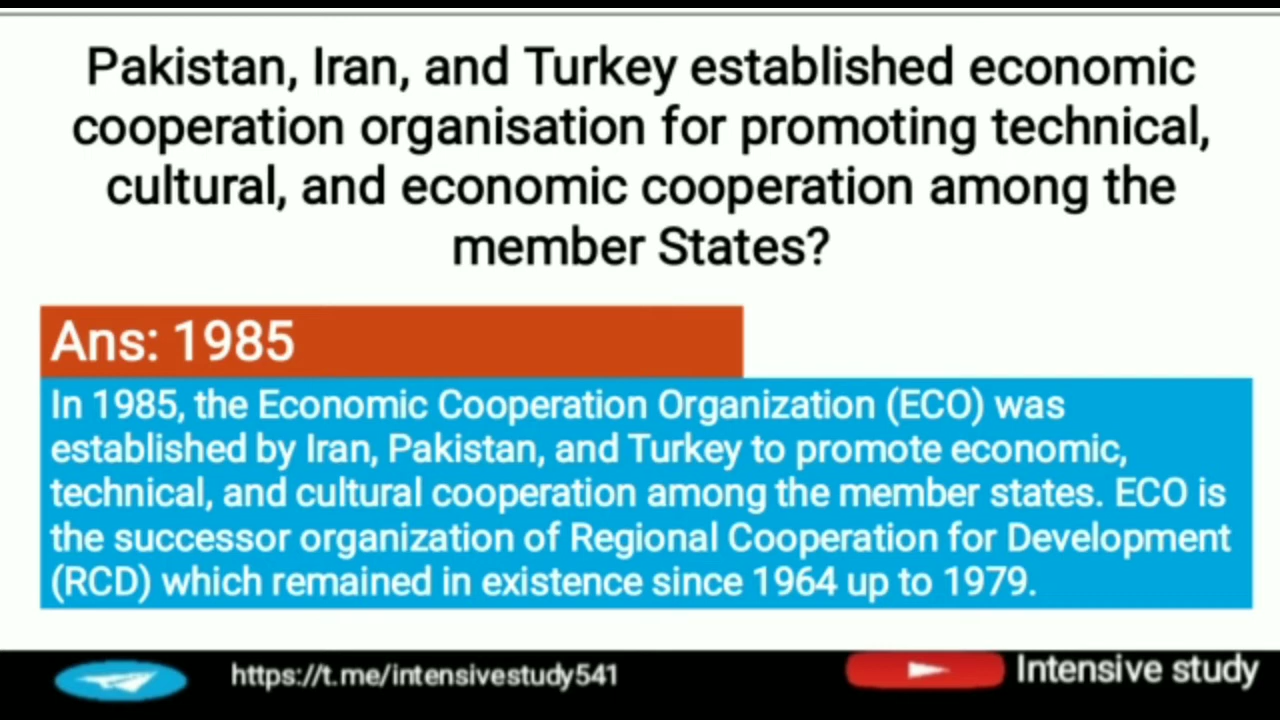 Pakistan, Iran, and Turkey established economic
cooperation organisation for promoting technical,
cultural, and economic cooperation among the
member States?
Ans: 1985
In 1985, the Economic Cooperation Organization (ECO) was
established by Iran, Pakistan, and Turkey to promote economic,
technical, and cultural cooperation among the member states. ECO is
the successor organization of Regional Cooperation for Development
(RCD) which remained in existence since 1964 up to 1979.
https://t.me/intensivestudy541
Intensive study